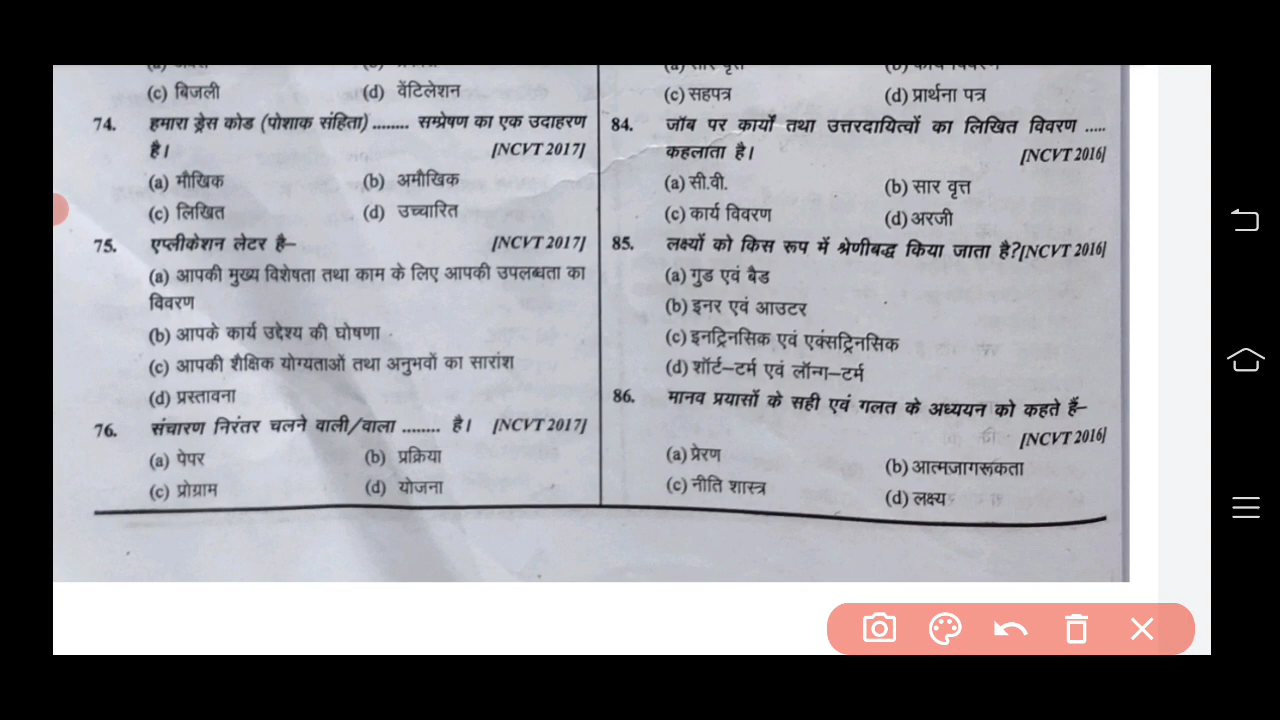 (c) बिजली (d) वेंटिलेशन
74. हमारा ड्रेस कोड (पोशाक संहिता) ........ सम्प्रेषण का एक उदाहरण
है। [NCVT 2017]
(a) मौखिक (b) अमौखिक
(c) लिखित (d) उच्चारित
75. एप्लीकेशन लेटर है– [NCVT 2017]
(a) आपकी मुख्य विशेषता तथा काम के लिए आपकी उपलब्धता का
विवरण
(b) आपके कार्य उद्देश्य की घोषणा
(c) आपकी शैक्षिक योग्यताओं तथा अनुभवों का सारांश
(d) प्रस्तावना
76. संचारण निरंतर चलने वाली/वाला ........ है। [NCVT 2017]
(a) पेपर (b) प्रक्रिया
(c) प्रोग्राम (d) योजना
(c) सहपत्र (d) प्रार्थना पत्र
84. जॉब पर कार्यों तथा उत्तरदायित्वों का लिखित विवरण .....
कहलाता है। [NCVT 2016]
(a) सी.वी. (b) सार वृत्त
(c) कार्य विवरण (d) अरजी
85. लक्ष्यों को किस रूप में श्रेणीबद्ध किया जाता है? [NCVT 2016]
(a) गुड एवं बैड
(b) इनर एवं आउटर
(c) इनट्रिनसिक एवं एक्सट्रिनसिक
(d) शॉर्ट–टर्म एवं लॉन्ग–टर्म
86. मानव प्रयासों के सही एवं गलत के अध्ययन को कहते हैं–
[NCVT 2016]
(a) प्रेरण (b) आत्मजागरूकता
(c) नीति शास्त्र (d) लक्ष्य